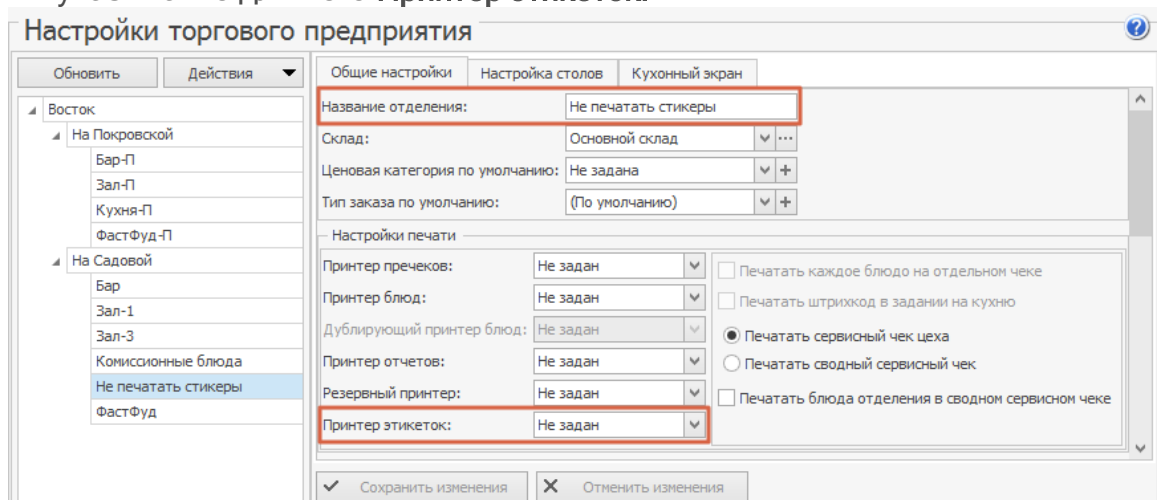 Принтер этикеток.
Настройки торгового предприятия
Обновить Действия
Восток
На Покровской
Бар-П
Зал-П
Кухня-П
ФастФуд-П
На Садовой
Бар
Зал-1
Зал-3
Комиссионные блюда
Не печатать стикеры
ФастФуд
Общие настройки Настройка столов Кухонный экран
Название отделения: Не печатать стикеры
Склад: Основной склад
Ценовая категория по умолчанию: Не задана
Тип заказа по умолчанию: (По умолчанию)
Настройки печати
Принтер пречеков: Не задан
Принтер блюд: Не задан
Дублирующий принтер блюд: Не задан
Принтер отчетов: Не задан
Резервный принтер: Не задан
Принтер этикеток: Не задан
Печатать каждое блюдо на отдельном чеке
Печатать штрихкод в задании на кухню
Печатать сервисный чек цеха
Печатать сводный сервисный чек
Печатать блюда отделения в сводном сервисном чеке
Сохранить изменения Отменить изменения